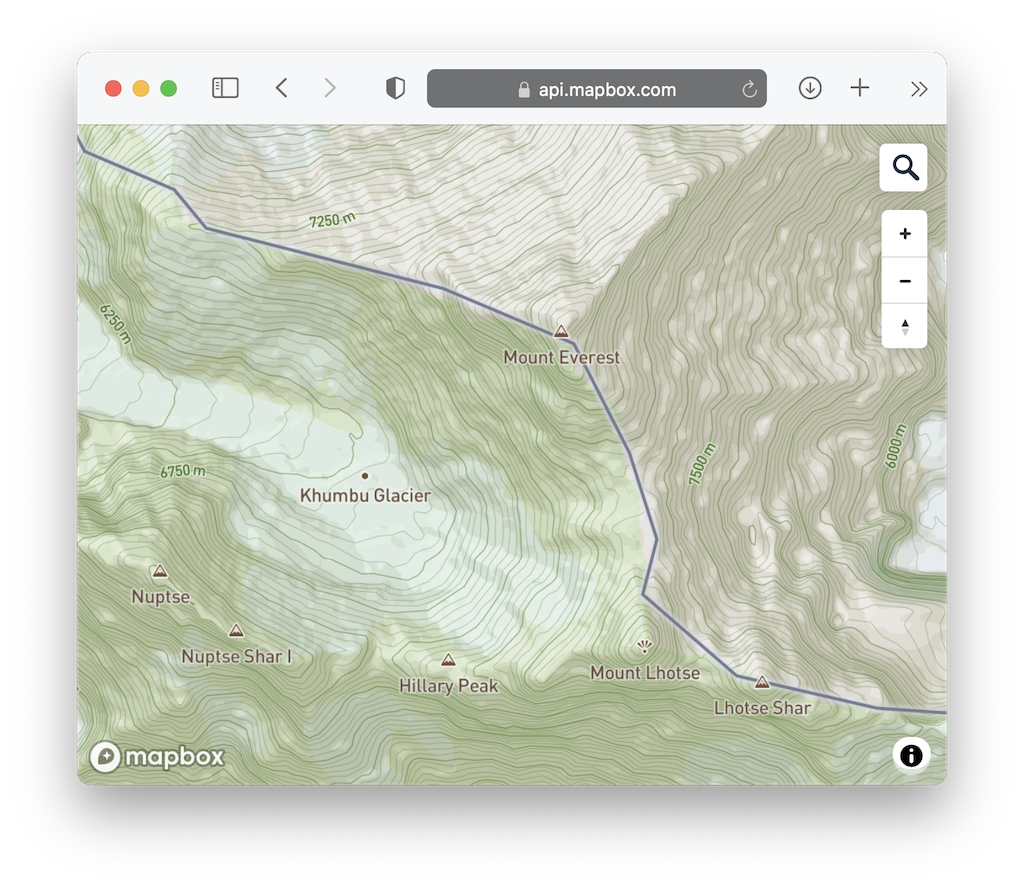 api.mapbox.com
7250 m
6250 m
Mount Everest
7500 m
6000 m
6750 m
Khumbu Glacier
Nuptse
Nuptse Shar I
Hillary Peak
Mount Lhotse
Lhotse Shar
mapbox